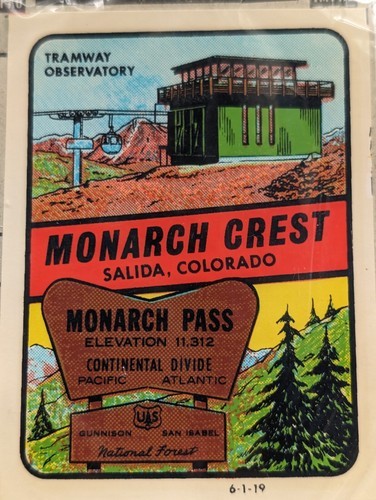 TRAMWAY
OBSERVATORY
MONARCH CREST
SALIDA, COLORADO
MONARCH PASS
ELEVATION 11,312
CONTINENTAL DIVIDE
PACIFIC ATLANTIC
UAS
GUNNISON SAN ISABEL
National Forest
6-1-19